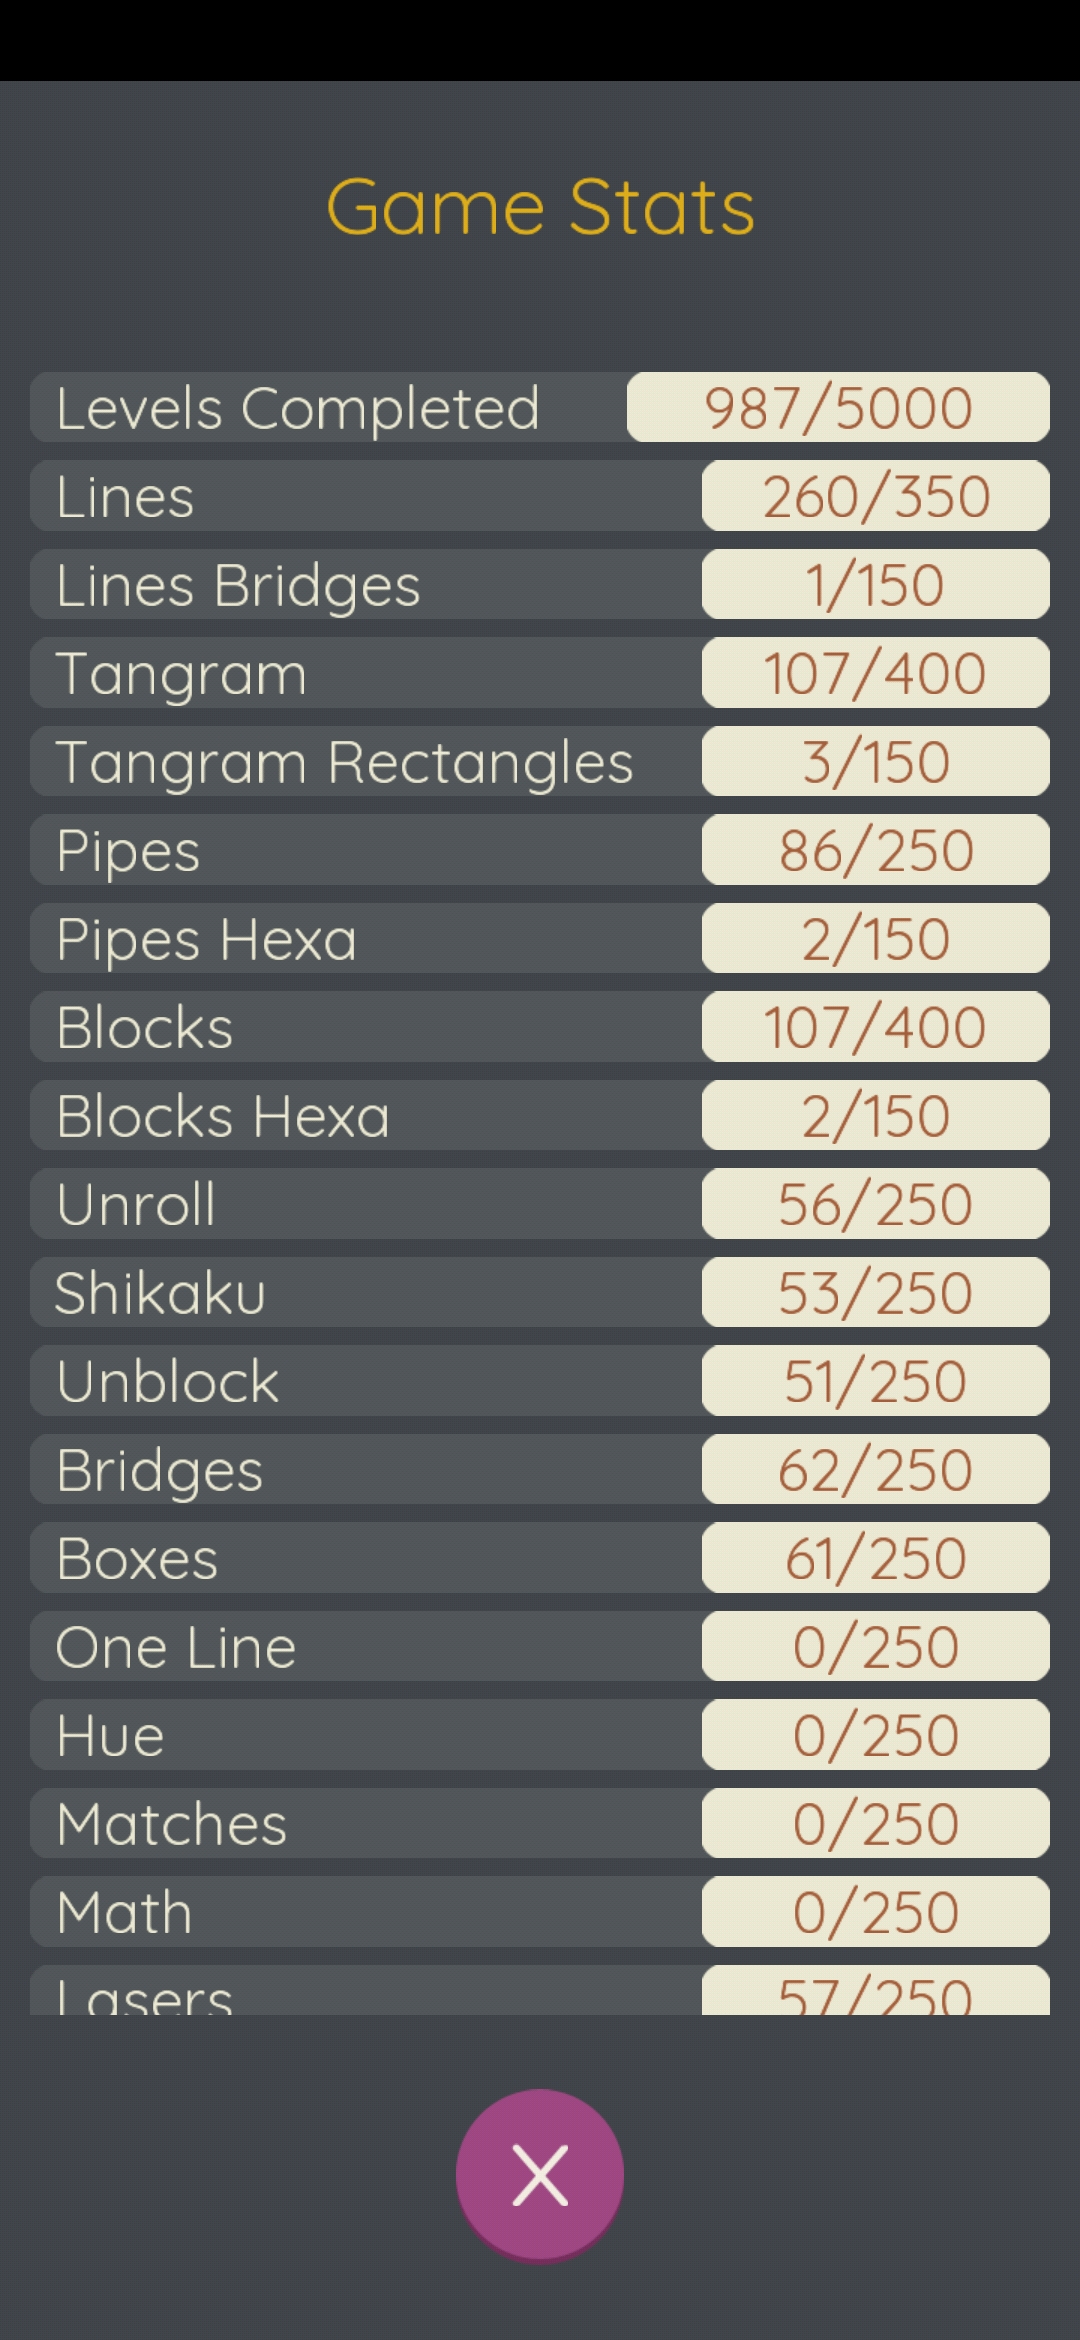 Game Stats
Levels Completed 987/5000
Lines 260/350
Lines Bridges 1/150
Tangram 107/400
Tangram Rectangles 3/150
Pipes 86/250
Pipes Hexa 2/150
Blocks 107/400
Blocks Hexa 2/150
Unroll 56/250
Shikaku 53/250
Unblock 51/250
Bridges 62/250
Boxes 61/250
One Line 0/250
Hue 0/250
Matches 0/250
Math 0/250
Lasers 57/250